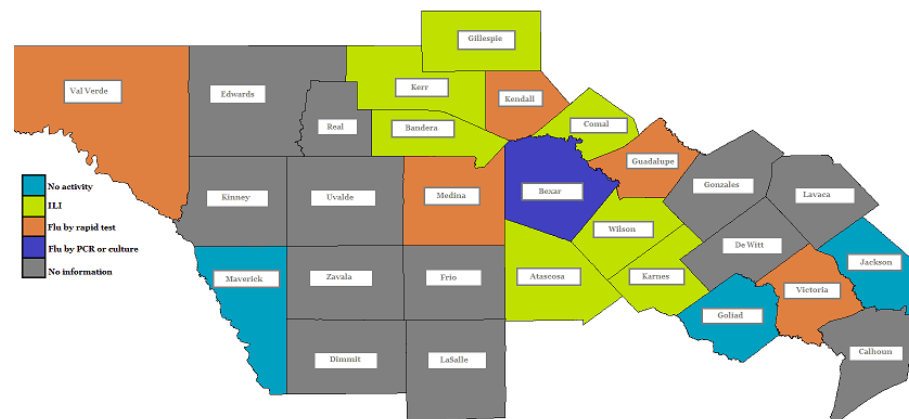 Gillespie
Val Verde
Edwards
Kerr
Kendall
Real
Bandera
Comal
Guadalupe
No activity
ILI
Flu by rapid test
Flu by PCR or culture
No information
Kinney
Uvalde
Medina
Bexar
Gonzales
Lavaca
Wilson
De Witt
Maverick
Zavala
Frio
Atascosa
Karnes
Jackson
Victoria
Goliad
Dimmit
LaSalle
Calhoun